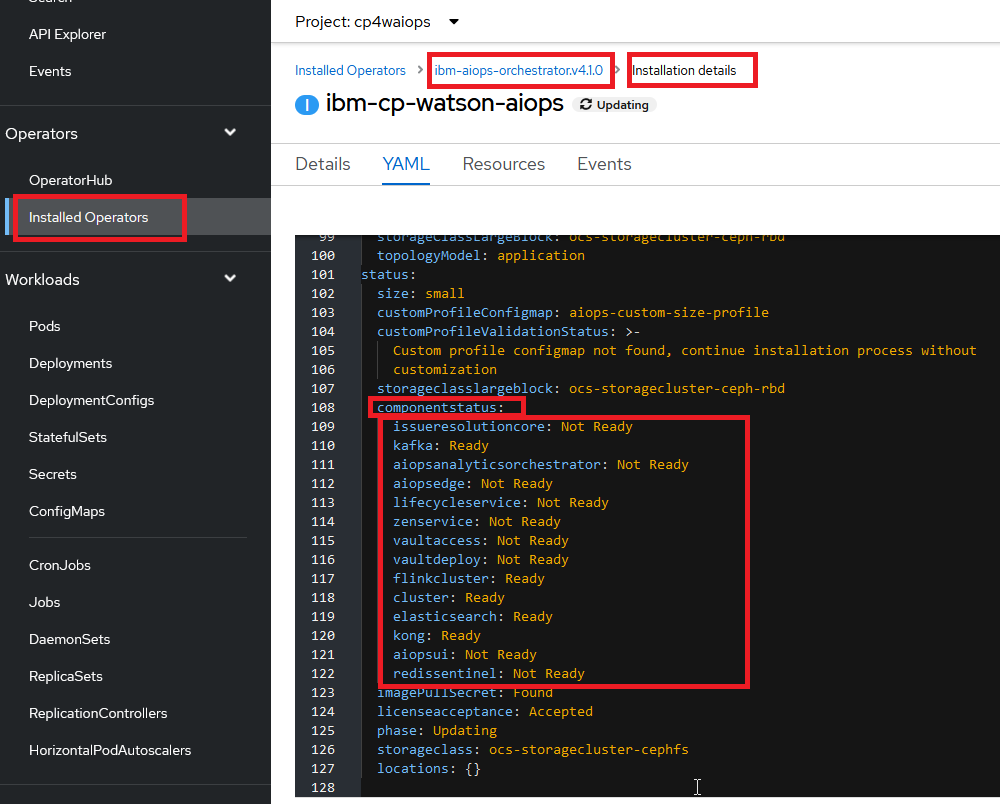 Search
API Explorer
Events
Operators
OperatorHub
Installed Operators
Workloads
Pods
Deployments
DeploymentConfigs
StatefulSets
Secrets
ConfigMaps
CronJobs
Jobs
DaemonSets
ReplicaSets
ReplicationControllers
HorizontalPodAutoscalers
Project: cp4waiops
Installed Operators > ibm-aiops-orchestrator.v4.1.0 > Installation details
I ibm-cp-watson-aiops Updating
Details YAML Resources Events
99 storageClassLargeBlock: ocs-storagecluster-ceph-rbd
100 topologyModel: application
101 status:
102 size: small
103 customProfileConfigmap: aiops-custom-size-profile
104 customProfileValidationStatus: >-
105 Custom profile configmap not found, continue installation process without
106 customization
107 storageclasslargeblock: ocs-storagecluster-ceph-rbd
108 componentstatus:
109 issueresolutioncore: Not Ready
110 kafka: Ready
111 aiopsanalyticsorchestrator: Not Ready
112 aiopsedge: Not Ready
113 lifecycleservice: Not Ready
114 zenservice: Not Ready
115 vaultaccess: Not Ready
116 vaultdeploy: Not Ready
117 flinkcluster: Ready
118 cluster: Ready
119 elasticsearch: Ready
120 kong: Ready
121 aiopsui: Not Ready
122 redissentinel: Not Ready
123 imagePullSecret: Found
124 licenseacceptance: Accepted
125 phase: Updating
126 storageclass: ocs-storagecluster-cephfs
127 locations: {}
128